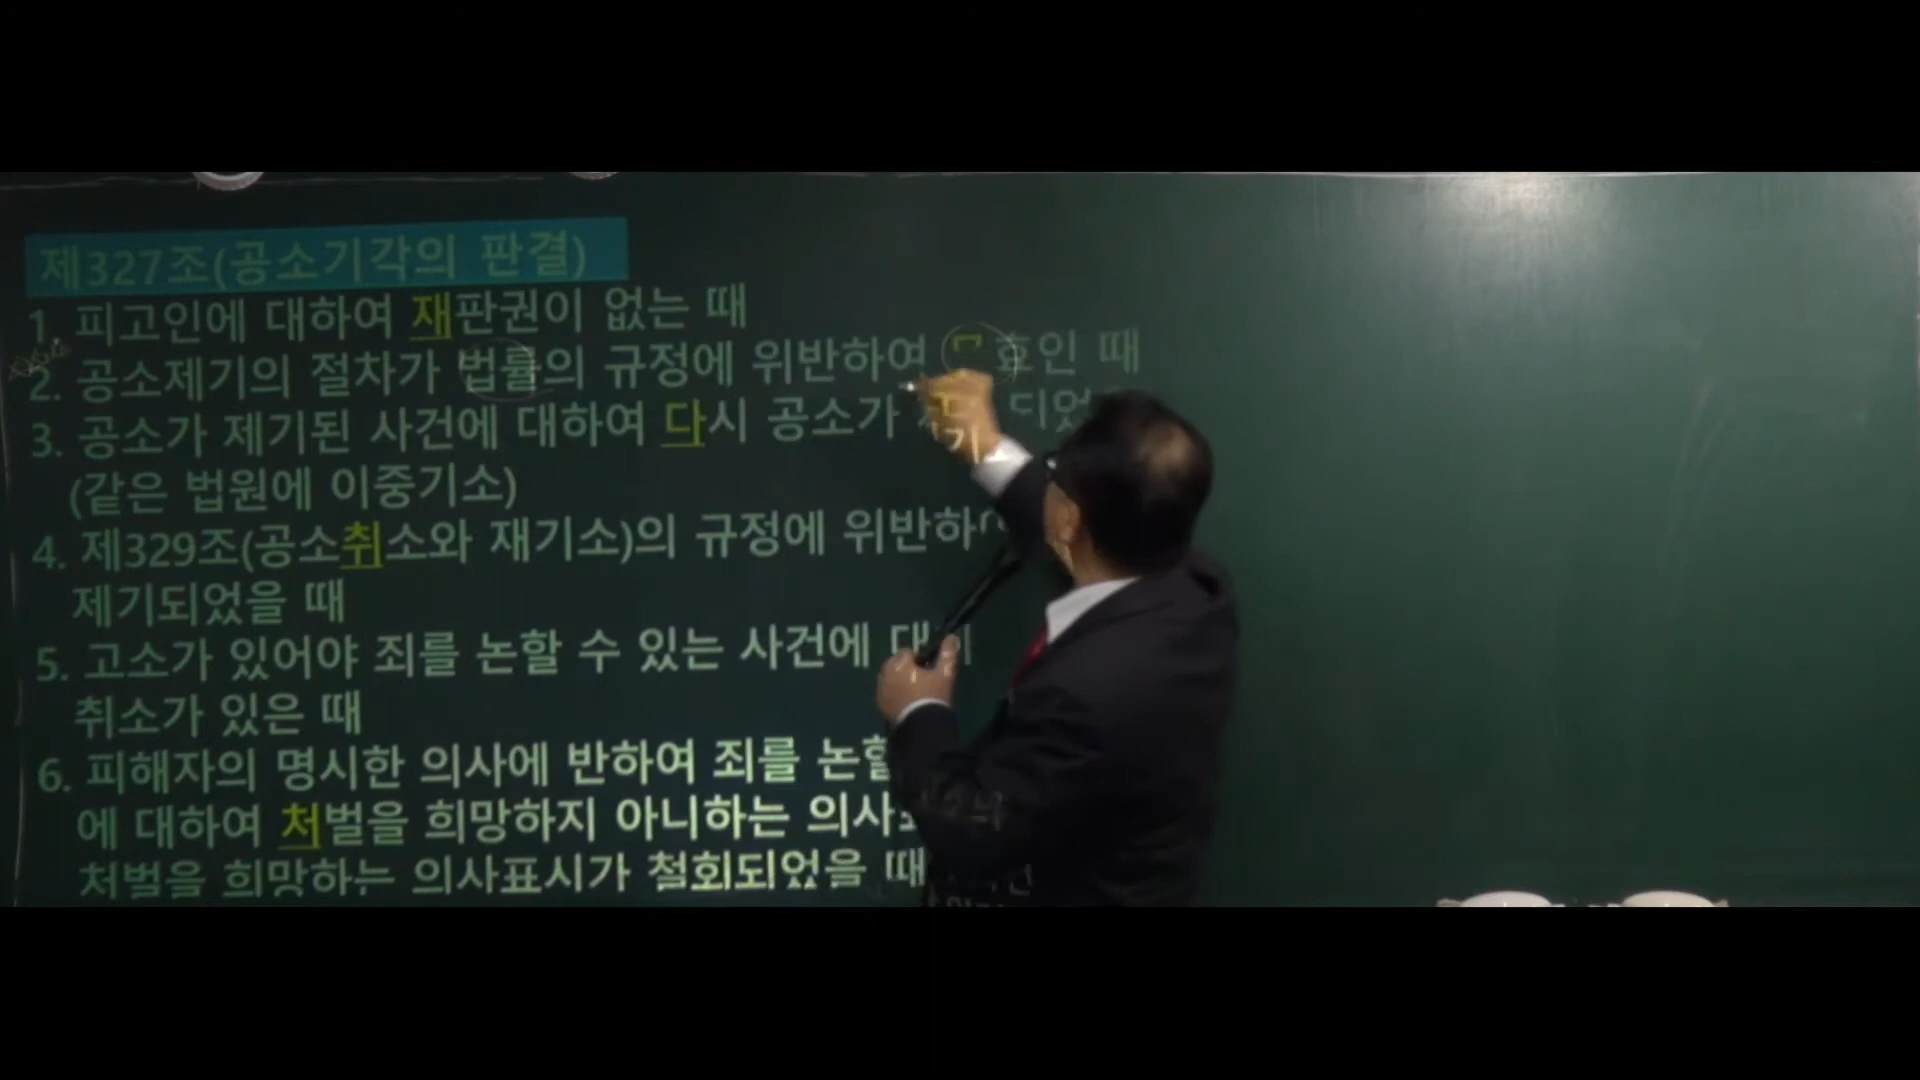 제327조(공소기각의 판결)
1. 피고인에 대하여 재판권이 없는 때
2. 공소제기의 절차가 법률의 규정에 위반하여 효인 때
3. 공소가 제기된 사건에 대하여 다시 공소가
(같은 법원에 이중기소)
4. 제329조(공소취소와 재기소)의 규정에 위반하
제기되었을 때
5. 고소가 있어야 죄를 논할 수 있는 사건에
취소가 있은 때
6. 피해자의 명시한 의사에 반하여 죄를 논할
에 대하여 처벌을 희망하지 아니하는 의사
처벌을 희망하는 의사표시가 철회되었을 때